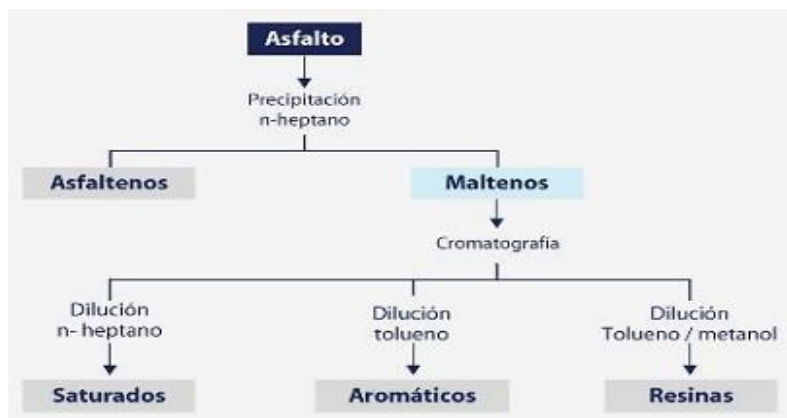 Asfalto
Precipitación
n-heptano
Asfaltenos
Maltenos
Cromatografía
Dilución
n- heptano
Dilución
tolueno
Dilución
Tolueno / metanol
Saturados
Aromáticos
Resinas